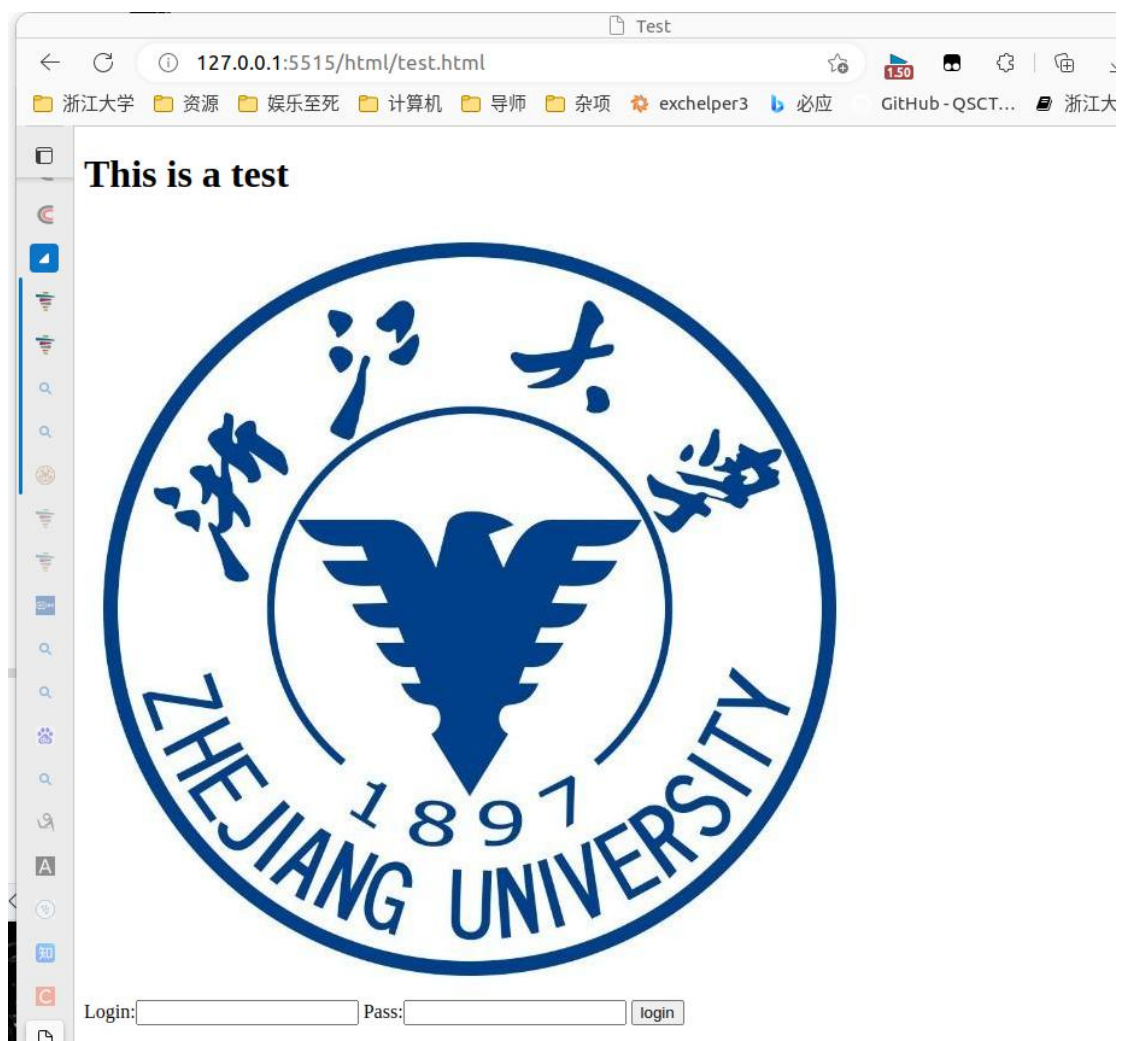 Test
127.0.0.1:5515/html/test.html
1.50
浙江大学 资源 娱乐至死 计算机 导师 杂项 exchelper3 必应 GitHub - QSCT... 浙江大
This is a test
浙江大学
1897
ZHEJIANG UNIVERSITY
A
知
C
Login: Pass: login